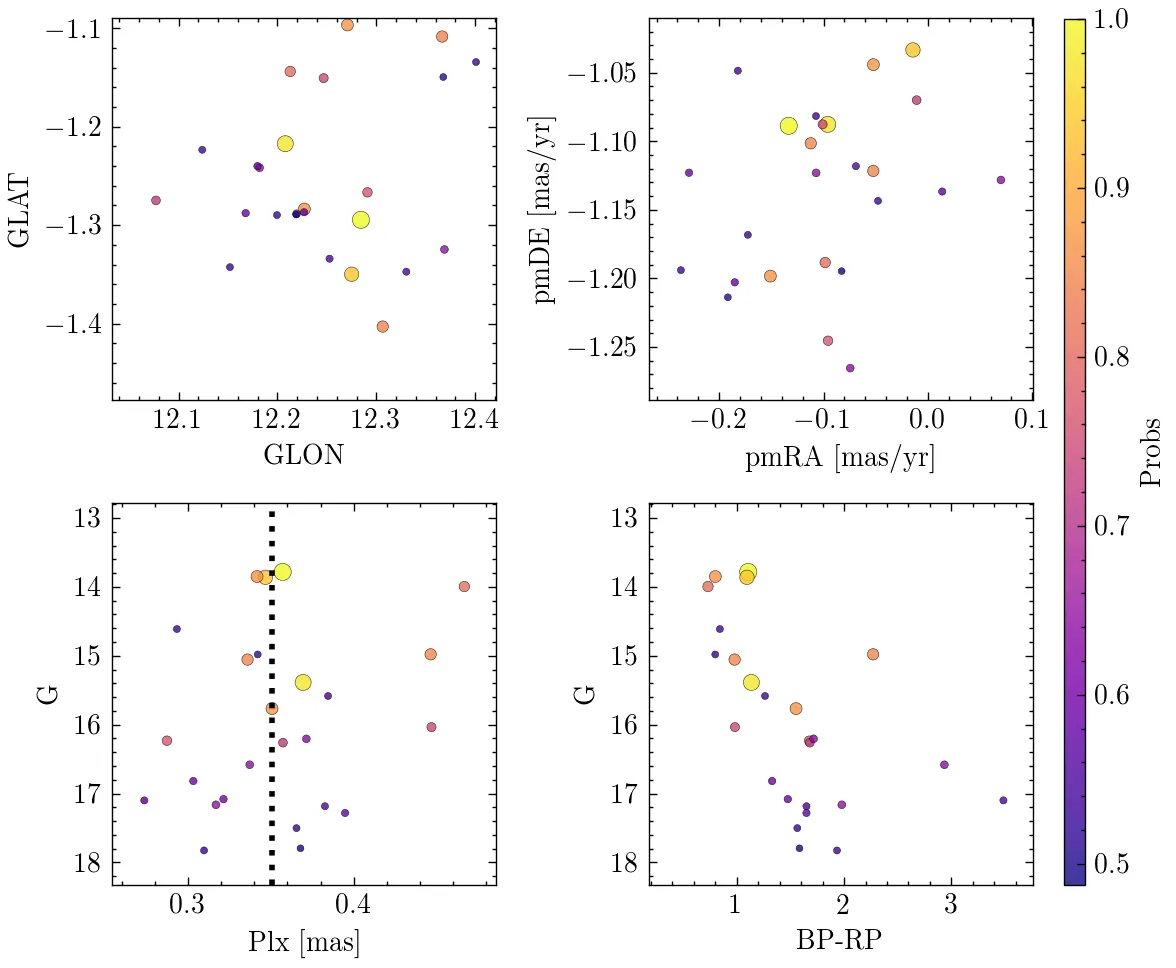 −1.1
−1.2
−1.3
−1.4
GLAT
12.1 12.2 12.3 12.4
GLON
−1.05
−1.10
−1.15
−1.20
−1.25
pmDE [mas/yr]
−0.2 −0.1 0.0 0.1
pmRA [mas/yr]
13
14
15
16
17
18
G
0.3 0.4
Plx [mas]
13
14
15
16
17
18
G
1 2 3
BP-RP
1.0
0.9
0.8
0.7
0.6
0.5
Probs